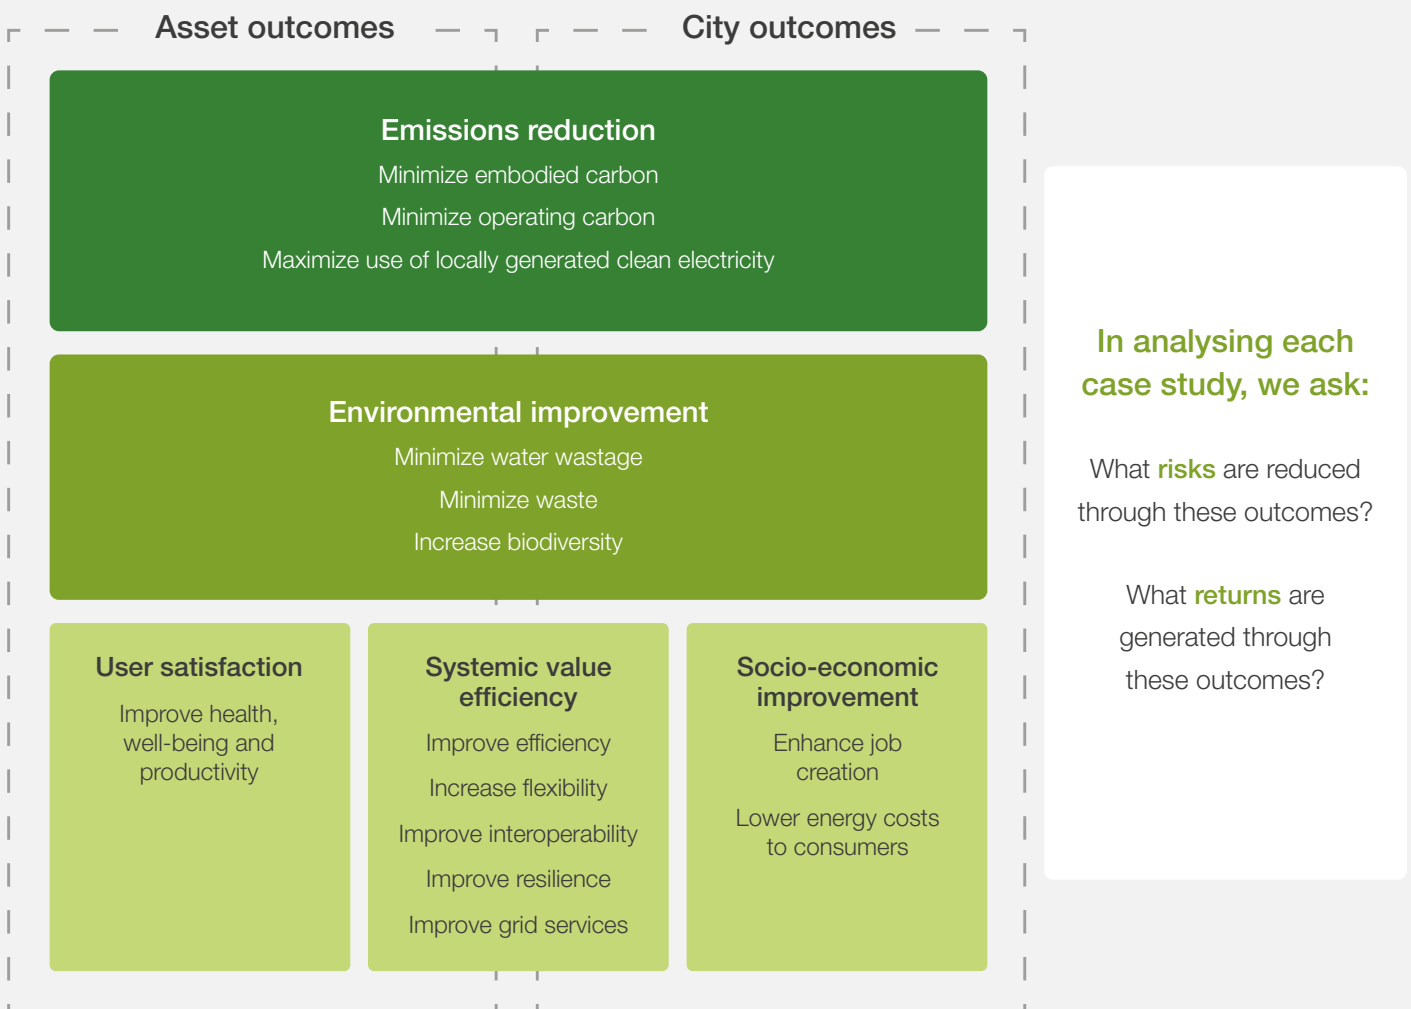 Asset outcomes
City outcomes
Emissions reduction
Minimize embodied carbon
Minimize operating carbon
Maximize use of locally generated clean electricity
Environmental improvement
Minimize water wastage
Minimize waste
Increase biodiversity
User satisfaction
Improve health,
well-being and
productivity
Systemic value
efficiency
Improve efficiency
Increase flexibility
Improve interoperability
Improve resilience
Improve grid services
Socio-economic
improvement
Enhance job
creation
Lower energy costs
to consumers
In analysing each
case study, we ask:
What risks are reduced
through these outcomes?
What returns are
generated through
these outcomes?